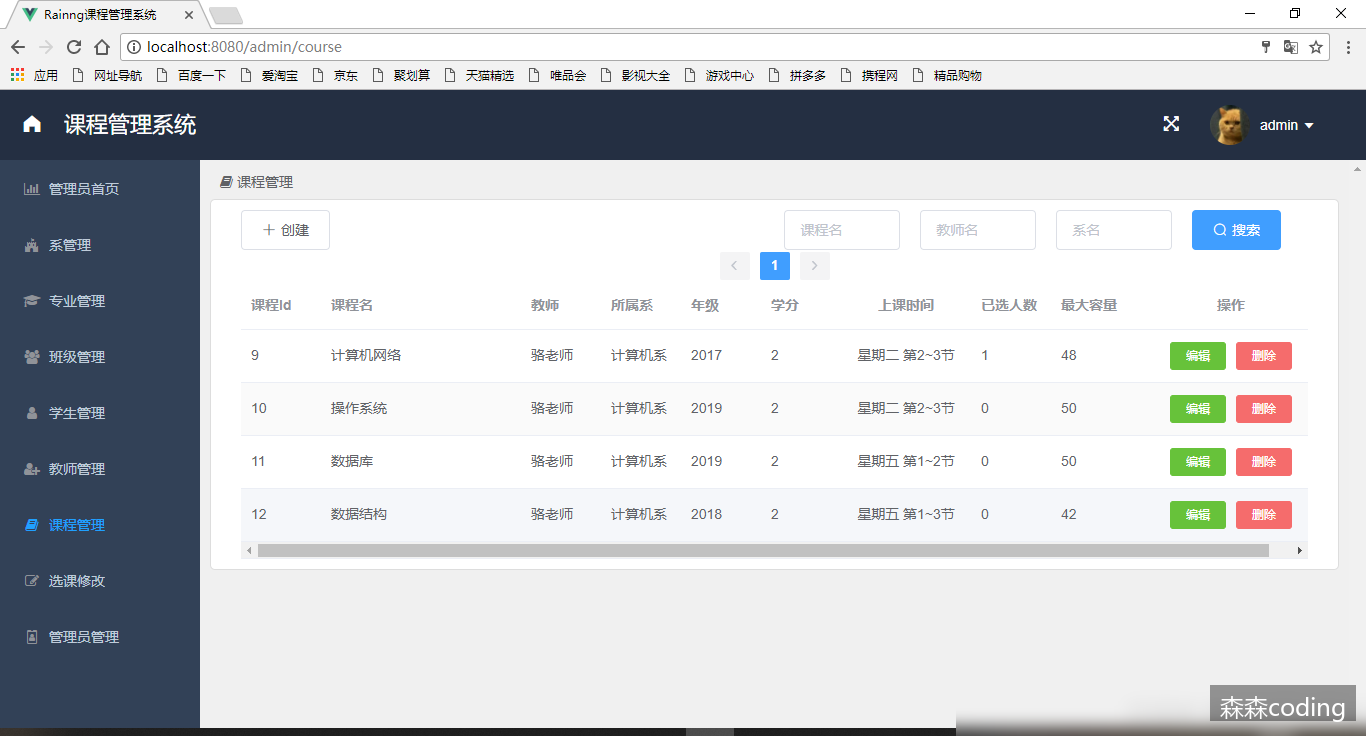 Rainng课程管理系统
localhost:8080/admin/course
应用 网址导航 百度一下 爱淘宝 京东 聚划算 天猫精选 唯品会 影视大全 游戏中心 拼多多 携程网 精品购物
课程管理系统 admin
管理员首页
系管理
专业管理
班级管理
学生管理
教师管理
课程管理
选课修改
管理员管理
课程管理
创建 课程名 教师名 系名 搜索
1
课程Id 课程名 教师 所属系 年级 学分 上课时间 已选人数 最大容量 操作
9 计算机网络 骆老师 计算机系 2017 2 星期二 第2~3节 1 48 编辑 删除
10 操作系统 骆老师 计算机系 2019 2 星期二 第2~3节 0 50 编辑 删除
11 数据库 骆老师 计算机系 2019 2 星期五 第1~2节 0 50 编辑 删除
12 数据结构 骆老师 计算机系 2018 2 星期五 第1~3节 0 42 编辑 删除
森森coding